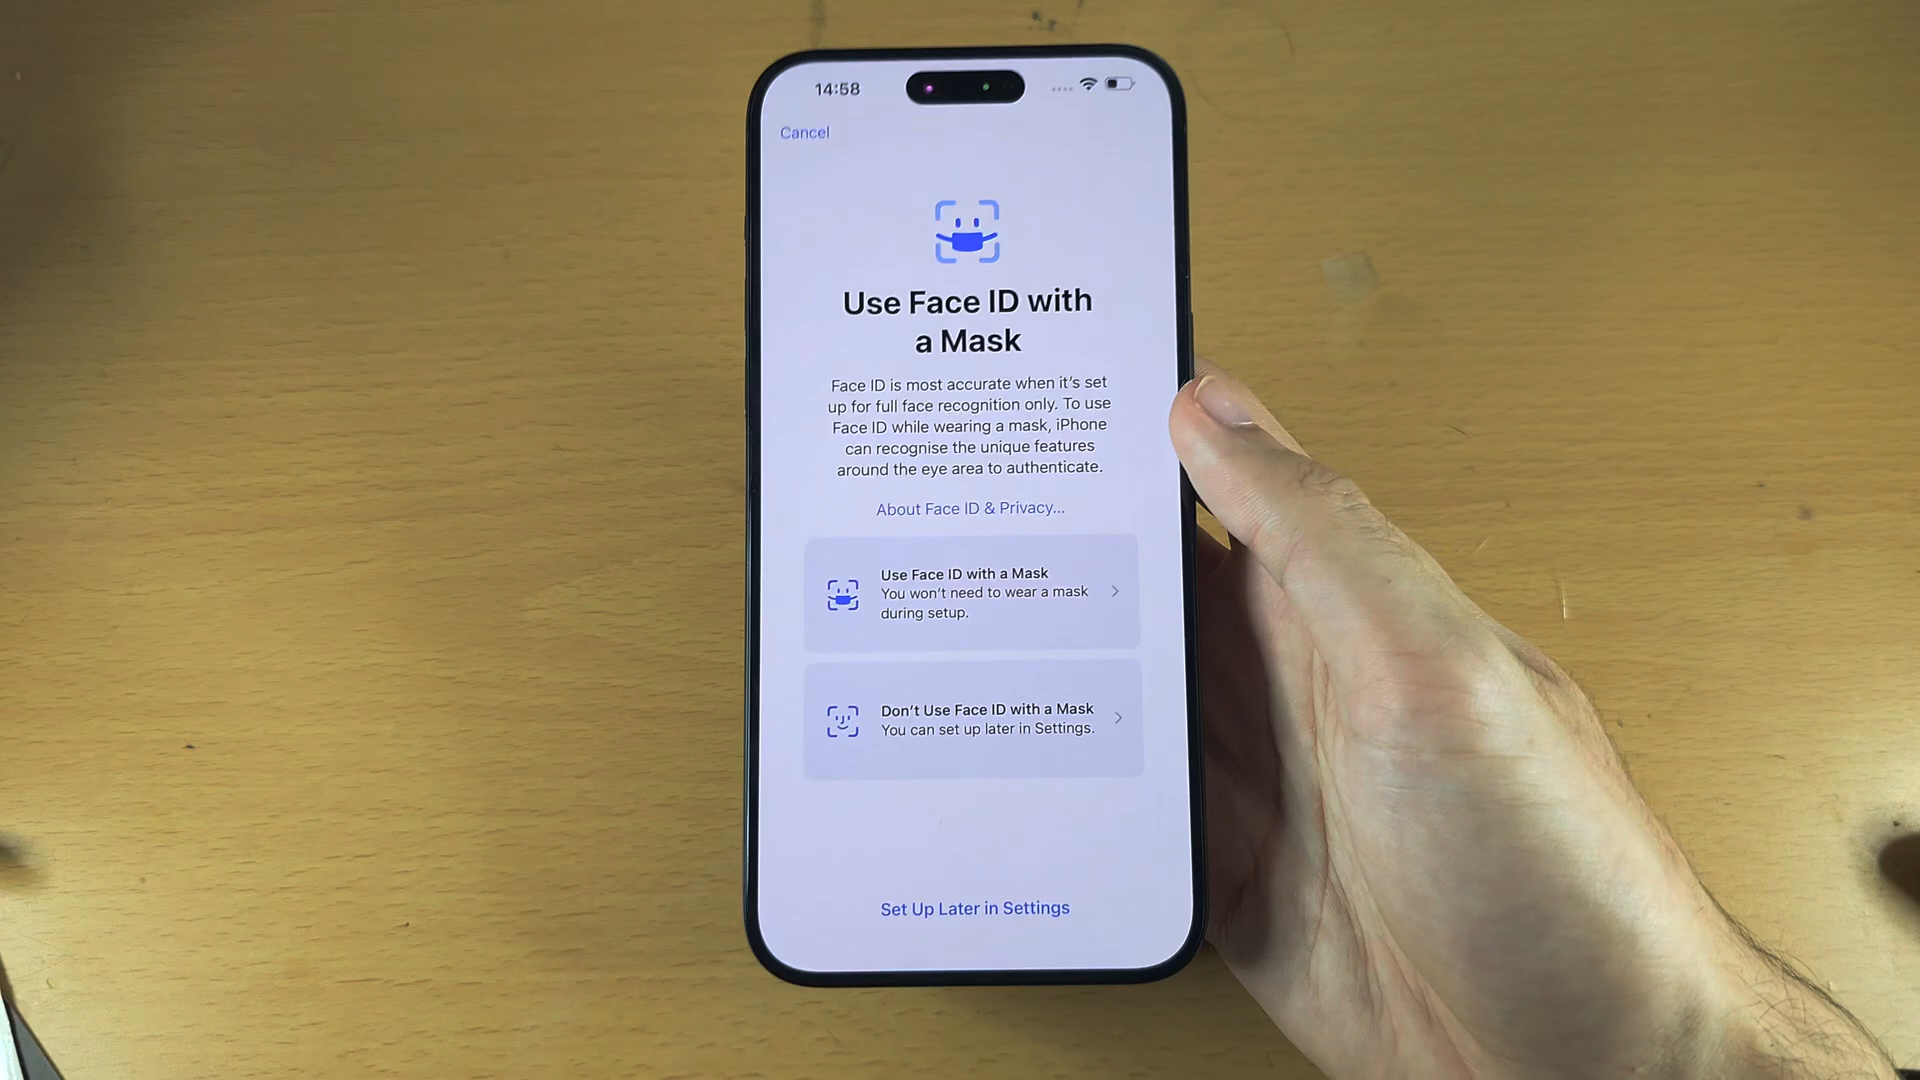 14:58
Cancel
Use Face ID with
a Mask
Face ID is most accurate when it's set
up for full face recognition only. To use
Face ID while wearing a mask, iPhone
can recognise the unique features
around the eye area to authenticate.
About Face ID & Privacy...
Use Face ID with a Mask
You won't need to wear a mask
during setup.
Don't Use Face ID with a Mask
You can set up later in Settings.
Set Up Later in Settings